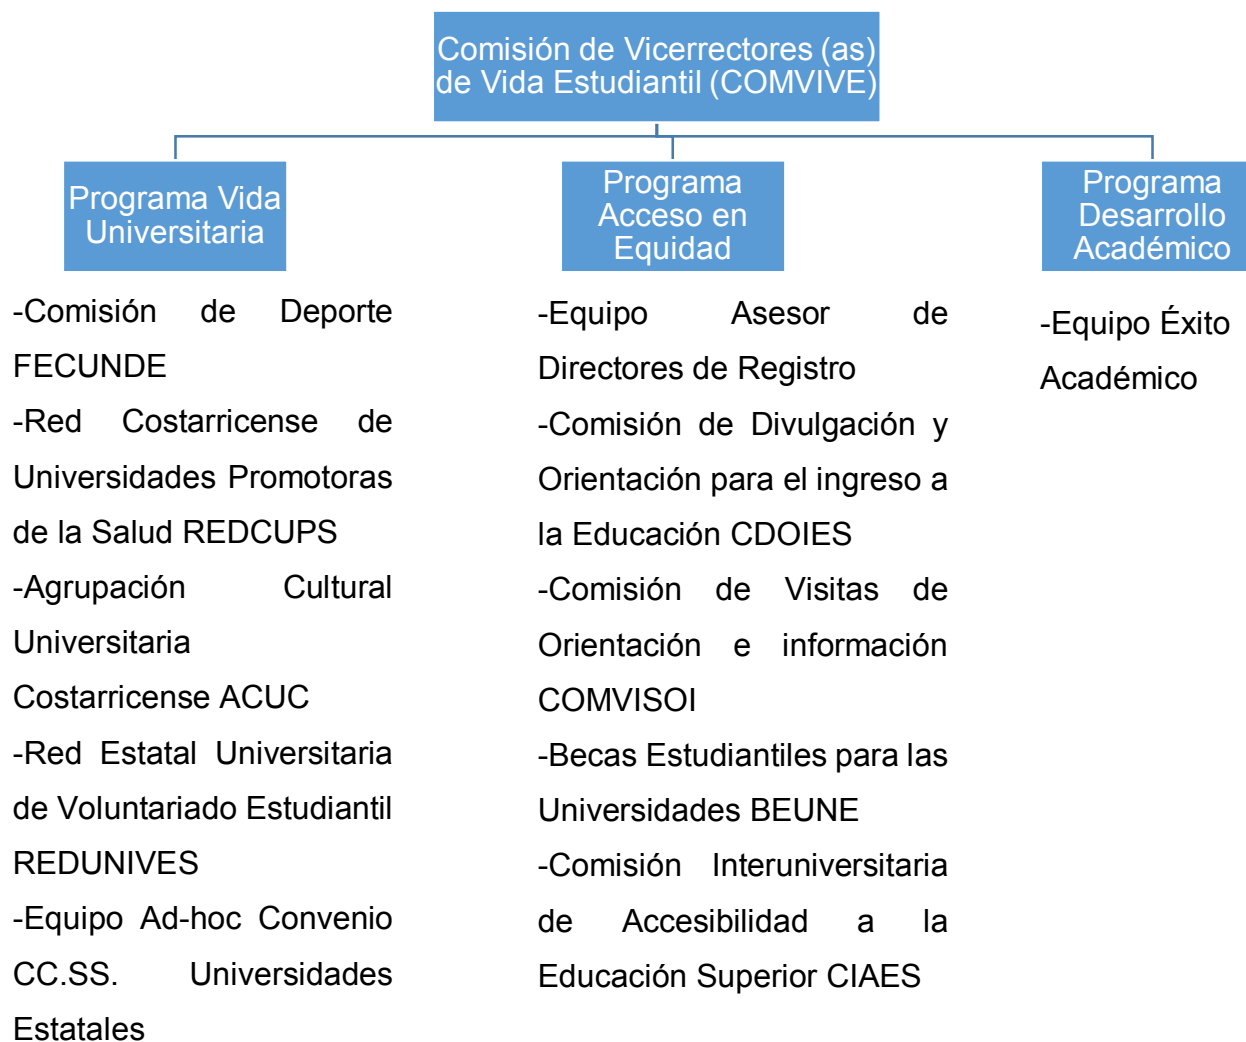 Comisión de Vicerrectores (as)
de Vida Estudiantil (COMVIVE)
Programa Vida
Universitaria
-Comisión de Deporte
FECUNDE
-Red Costarricense de
Universidades Promotoras
de la Salud REDCUPS
-Agrupación Cultural
Universitaria
Costarricense ACUC
-Red Estatal Universitaria
de Voluntariado Estudiantil
REDUNIVES
-Equipo Ad-hoc Convenio
CC.SS. Universidades
Estatales
Programa
Acceso en
Equidad
-Equipo Asesor de
Directores de Registro
-Comisión de Divulgación y
Orientación para el ingreso a
la Educación CDOIES
-Comisión de Visitas de
Orientación e información
COMVISOI
-Becas Estudiantiles para las
Universidades BEUNE
-Comisión Interuniversitaria
de Accesibilidad a la
Educación Superior CIAES
Programa
Desarrollo
Académico
-Equipo Éxito
Académico